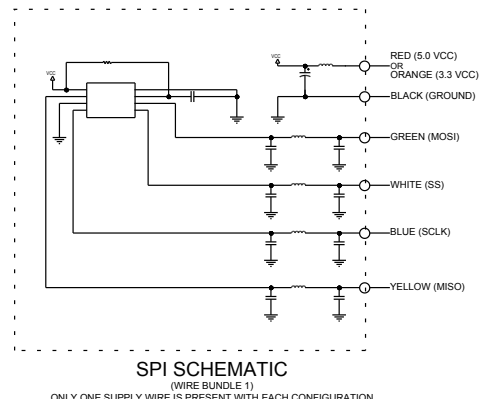 VCC
VCC
RED (5.0 VCC)
OR
ORANGE (3.3 VCC)
BLACK (GROUND)
GREEN (MOSI)
WHITE (SS)
BLUE (SCLK)
YELLOW (MISO)
SPI SCHEMATIC
(WIRE BUNDLE 1)
ONLY ONE SUPPLY WIRE IS PRESENT WITH EACH CONFIGURATION